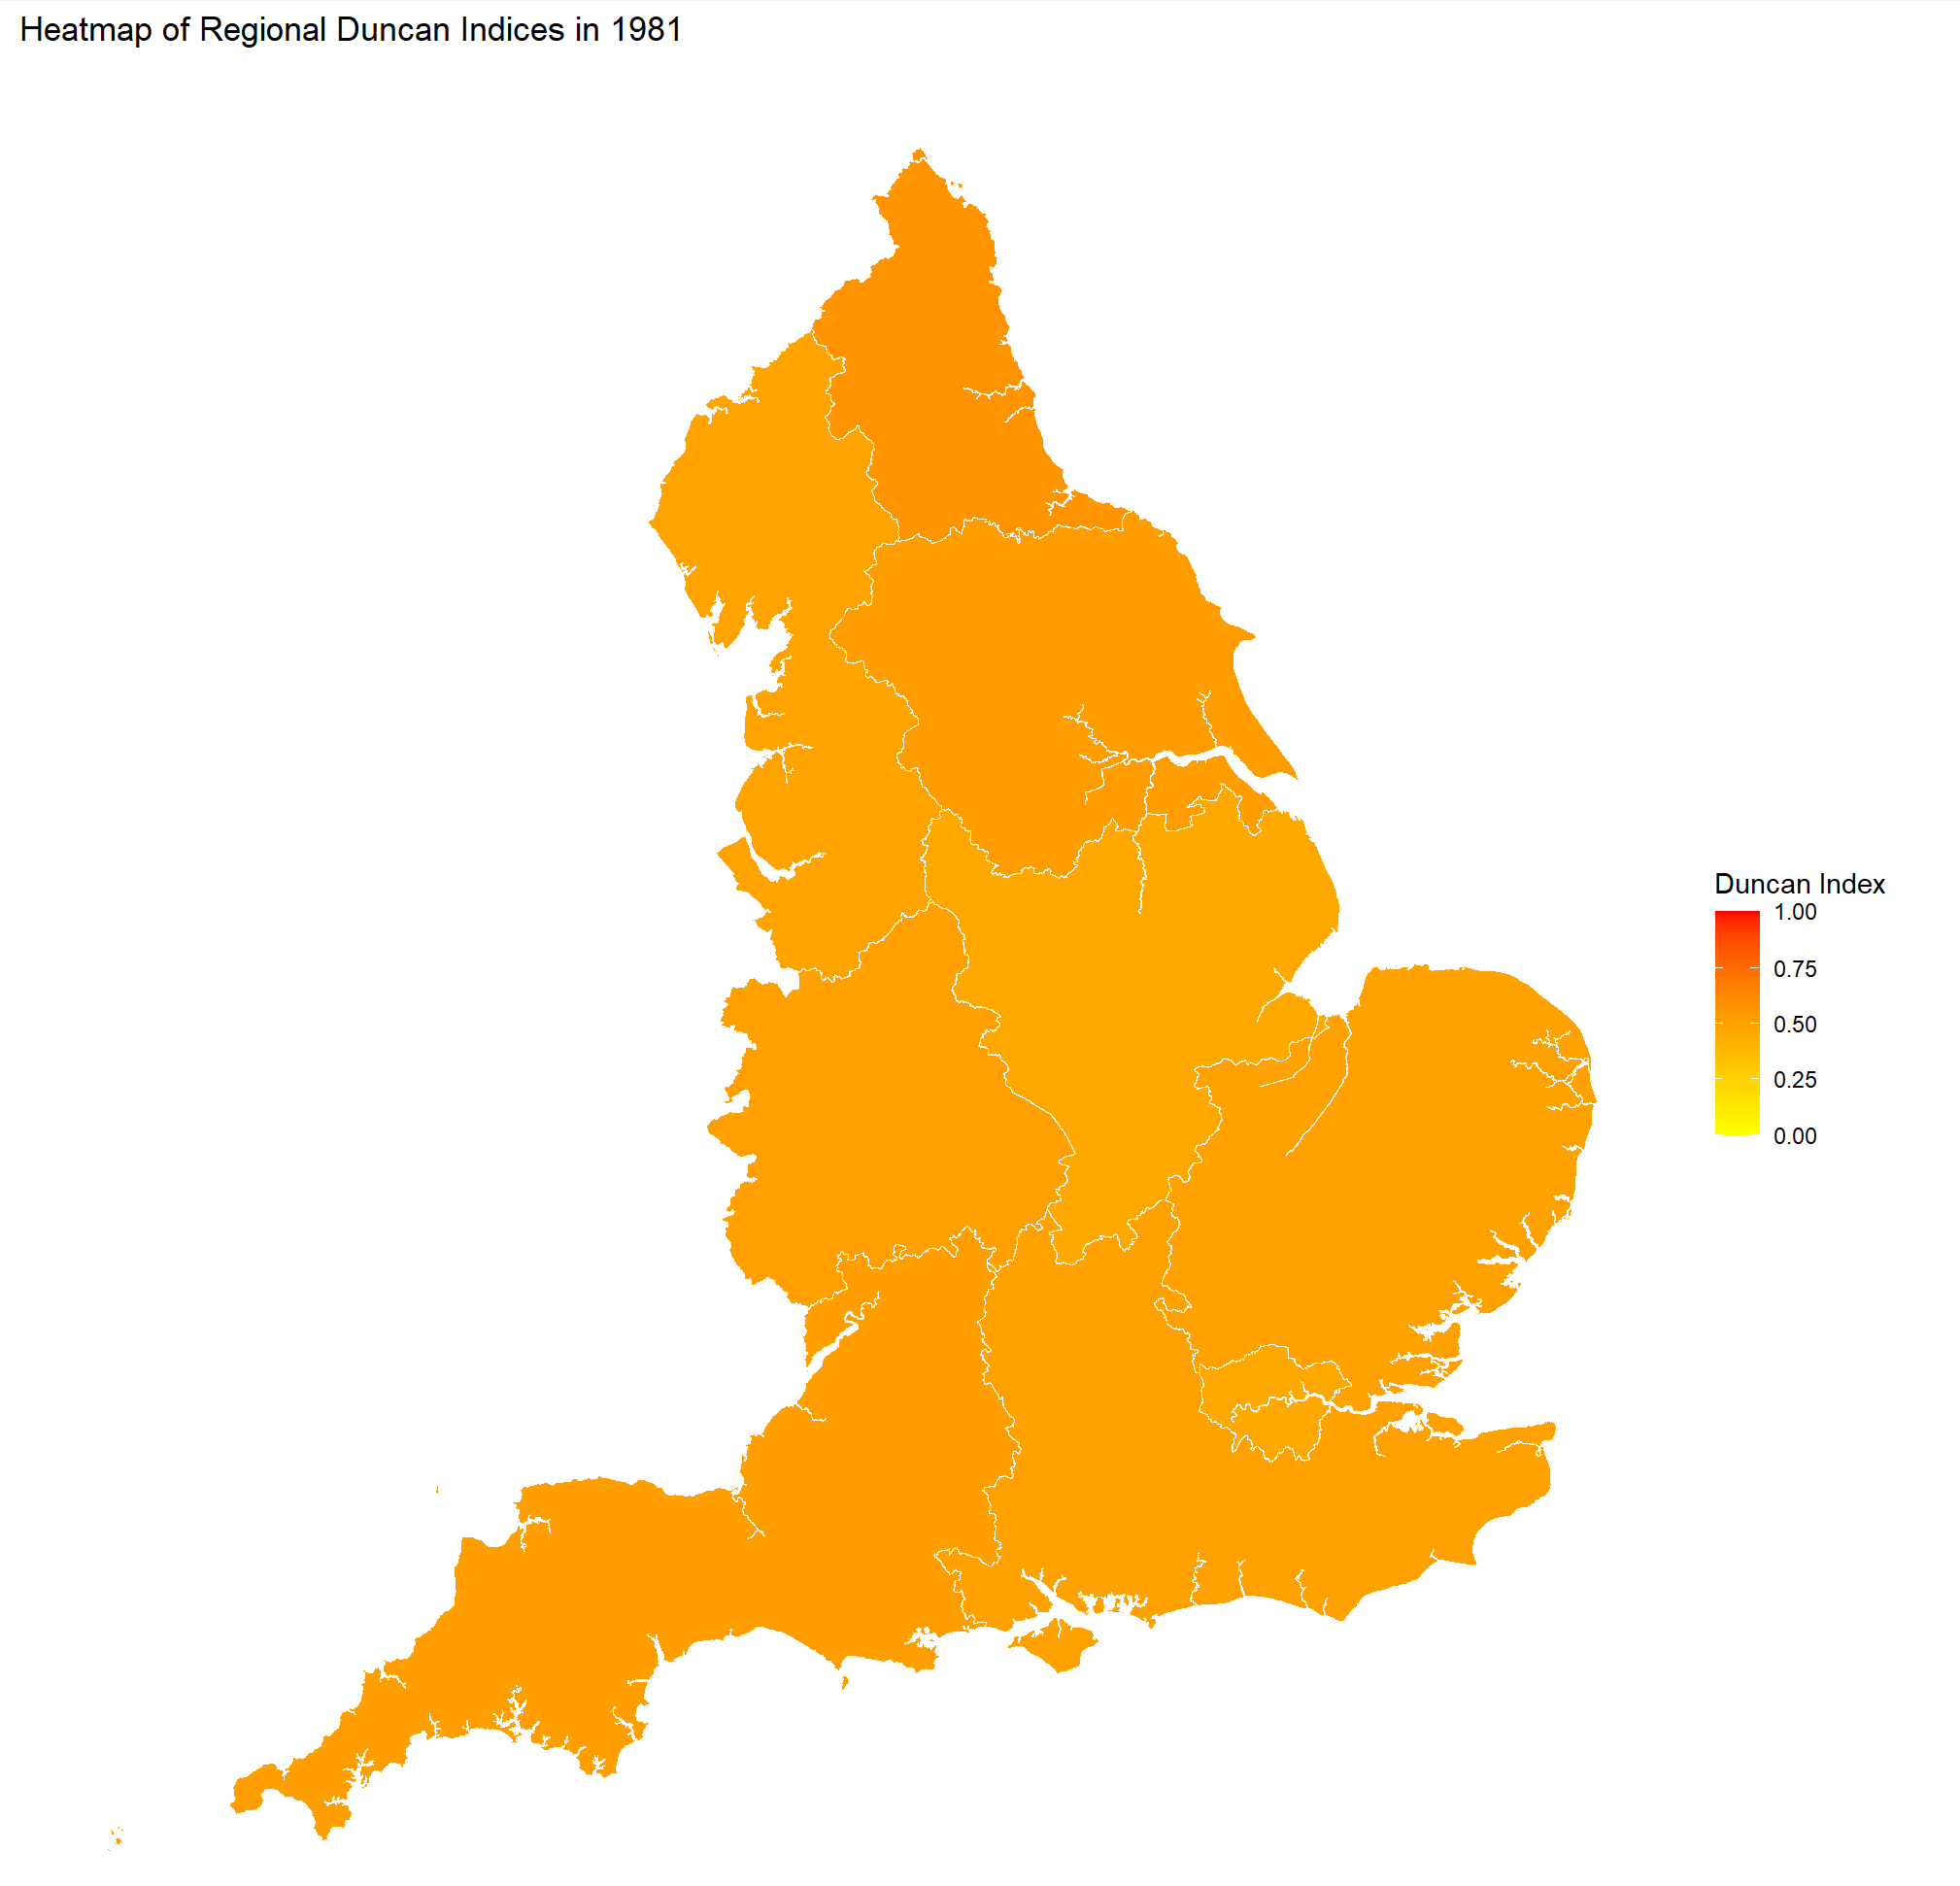 Heatmap of Regional Duncan Indices in 1981
Duncan Index
1.00
0.75
0.50
0.25
0.00